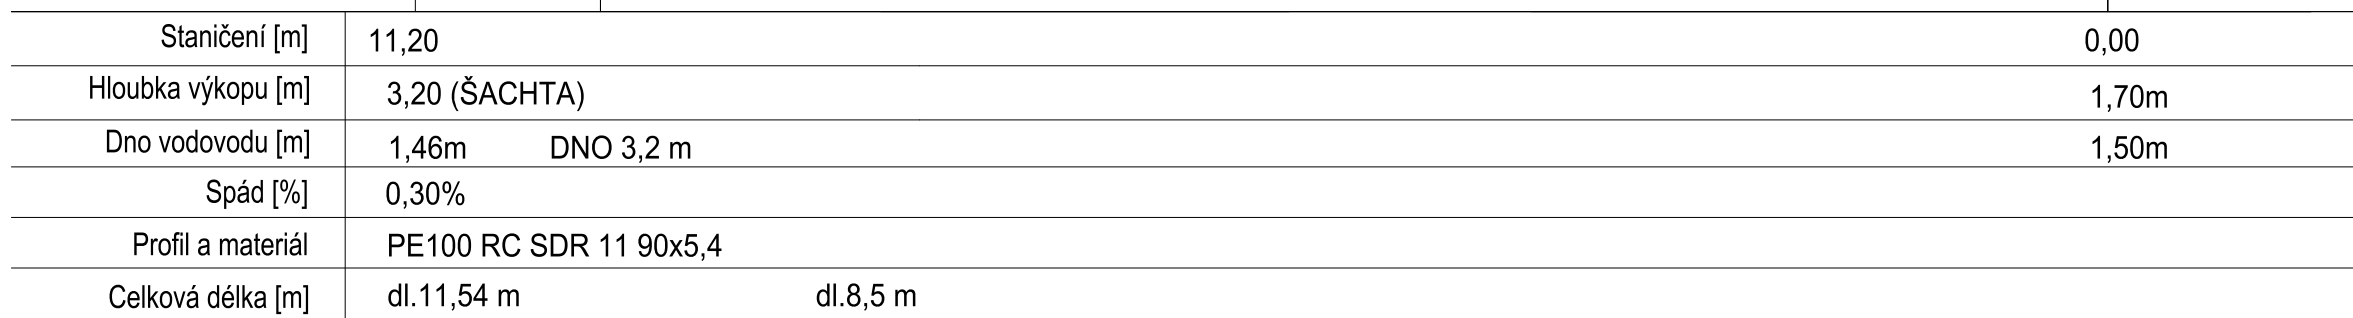 Staničení [m] 11,20 0,00
Hloubka výkopu [m] 3,20 (ŠACHTA) 1,70m
Dno vodovodu [m] 1,46m DNO 3,2 m 1,50m
Spád [%] 0,30%
Profil a materiál PE100 RC SDR 11 90x5,4
Celková délka [m] dl.11,54 m dl.8,5 m